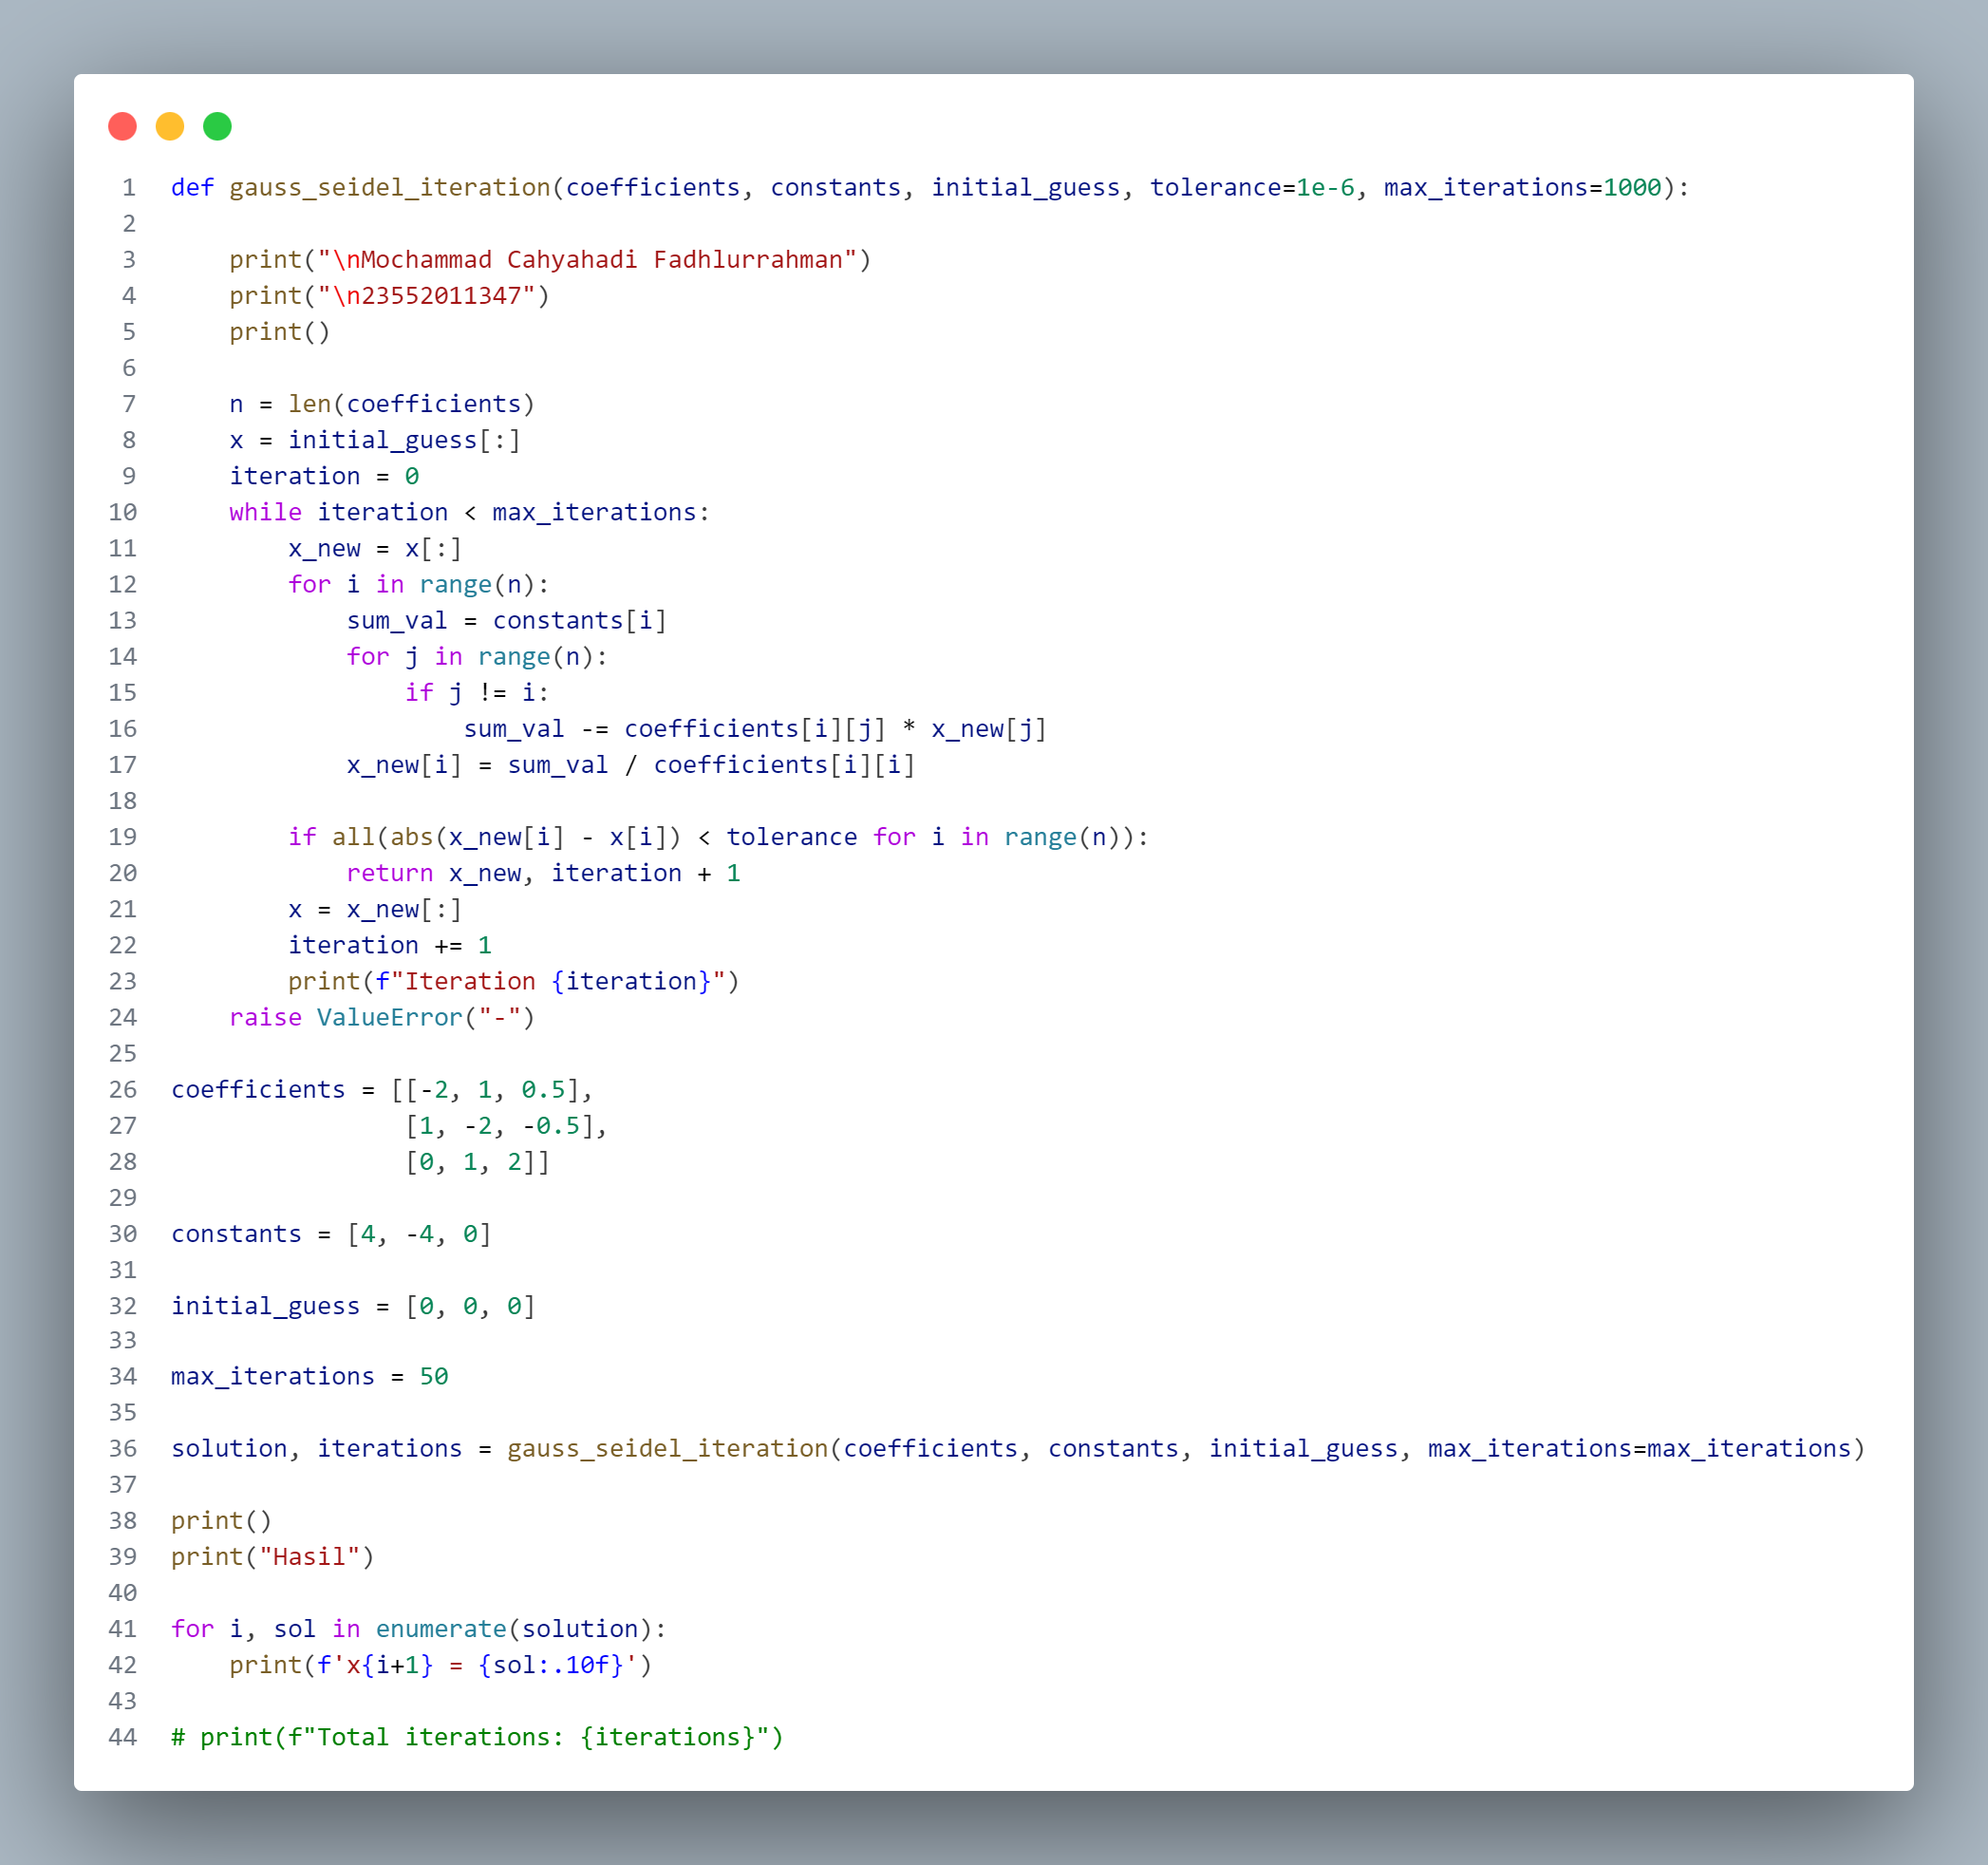 1 def gauss_seidel_iteration(coefficients, constants, initial_guess, tolerance=1e-6, max_iterations=1000):
2
3     print("\nMochammad Cahyahadi Fadhlurrahman")
4     print("\n23552011347")
5     print()
6
7     n = len(coefficients)
8     x = initial_guess[:]
9     iteration = 0
10     while iteration < max_iterations:
11         x_new = x[:]
12         for i in range(n):
13             sum_val = constants[i]
14             for j in range(n):
15                 if j != i:
16                     sum_val -= coefficients[i][j] * x_new[j]
17             x_new[i] = sum_val / coefficients[i][i]
18
19         if all(abs(x_new[i] - x[i]) < tolerance for i in range(n)):
20             return x_new, iteration + 1
21         x = x_new[:]
22         iteration += 1
23         print(f"Iteration {iteration}")
24     raise ValueError("-")
25
26 coefficients = [[-2, 1, 0.5],
27                 [1, -2, -0.5],
28                 [0, 1, 2]]
29
30 constants = [4, -4, 0]
31
32 initial_guess = [0, 0, 0]
33
34 max_iterations = 50
35
36 solution, iterations = gauss_seidel_iteration(coefficients, constants, initial_guess, max_iterations=max_iterations)
37
38 print()
39 print("Hasil")
40
41 for i, sol in enumerate(solution):
42     print(f'x{i+1} = {sol:.10f}')
43
44 # print(f"Total iterations: {iterations}")